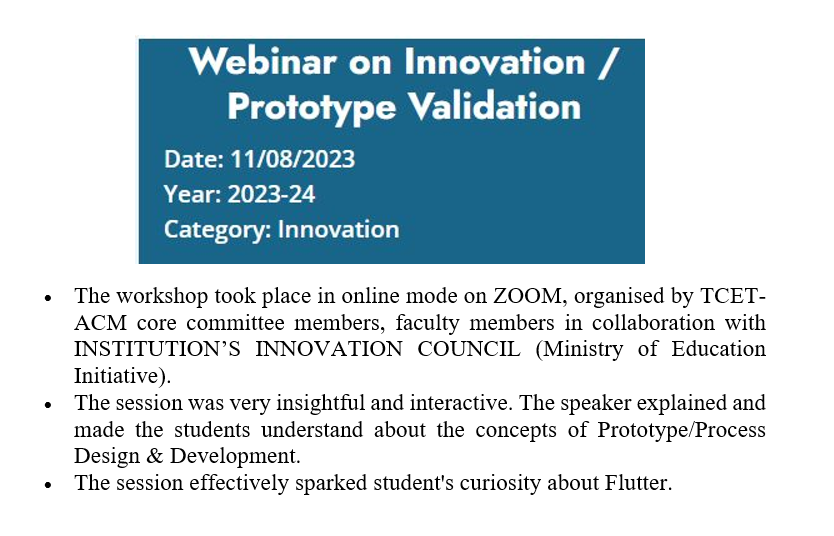 Webinar on Innovation /
Prototype Validation
Date: 11/08/2023
Year: 2023-24
Category: Innovation
• The workshop took place in online mode on ZOOM, organised by TCET-
ACM core committee members, faculty members in collaboration with
INSTITUTION’S INNOVATION COUNCIL (Ministry of Education
Initiative).
• The session was very insightful and interactive. The speaker explained and
made the students understand about the concepts of Prototype/Process
Design & Development.
• The session effectively sparked student's curiosity about Flutter.